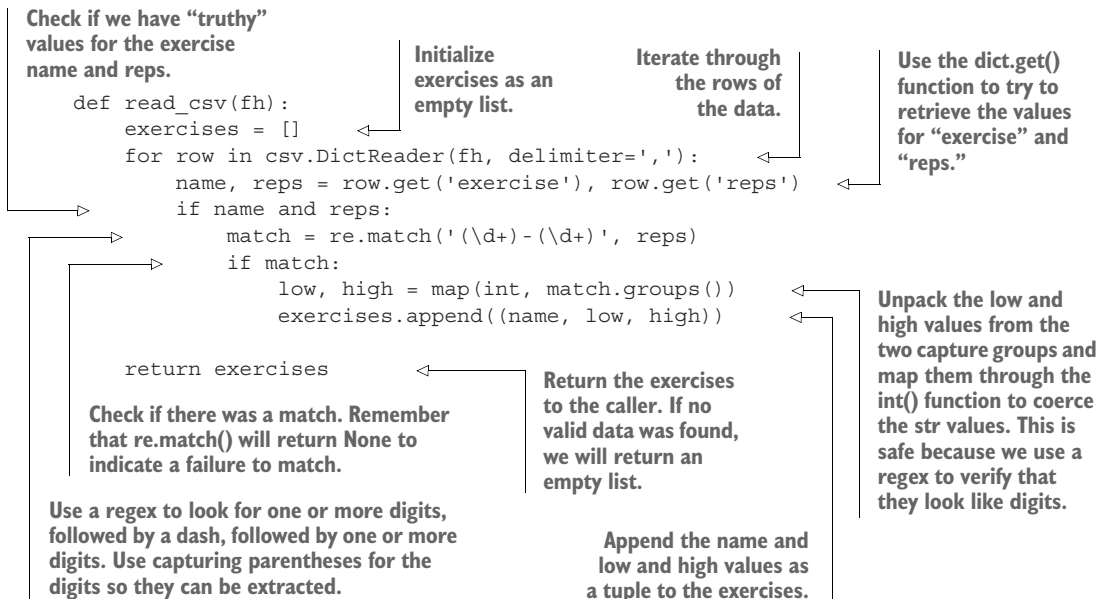 Check if we have “truthy”
values for the exercise
name and reps.
Initialize
exercises as an
empty list.
Iterate through
the rows of
the data.
Use the dict.get()
function to try to
retrieve the values
for “exercise” and
“reps.”
def read_csv(fh):
    exercises = []
    for row in csv.DictReader(fh, delimiter=','):
        name, reps = row.get('exercise'), row.get('reps')
        if name and reps:
            match = re.match('(\d+)-(\d+)', reps)
            if match:
                low, high = map(int, match.groups())
                exercises.append((name, low, high))
    return exercises
Unpack the low and
high values from the
two capture groups and
map them through the
int() function to coerce
the str values. This is
safe because we use a
regex to verify that
they look like digits.
Return the exercises
to the caller. If no
valid data was found,
we will return an
empty list.
Check if there was a match. Remember
that re.match() will return None to
indicate a failure to match.
Use a regex to look for one or more digits,
followed by a dash, followed by one or more
digits. Use capturing parentheses for the
digits so they can be extracted.
Append the name and
low and high values as
a tuple to the exercises.